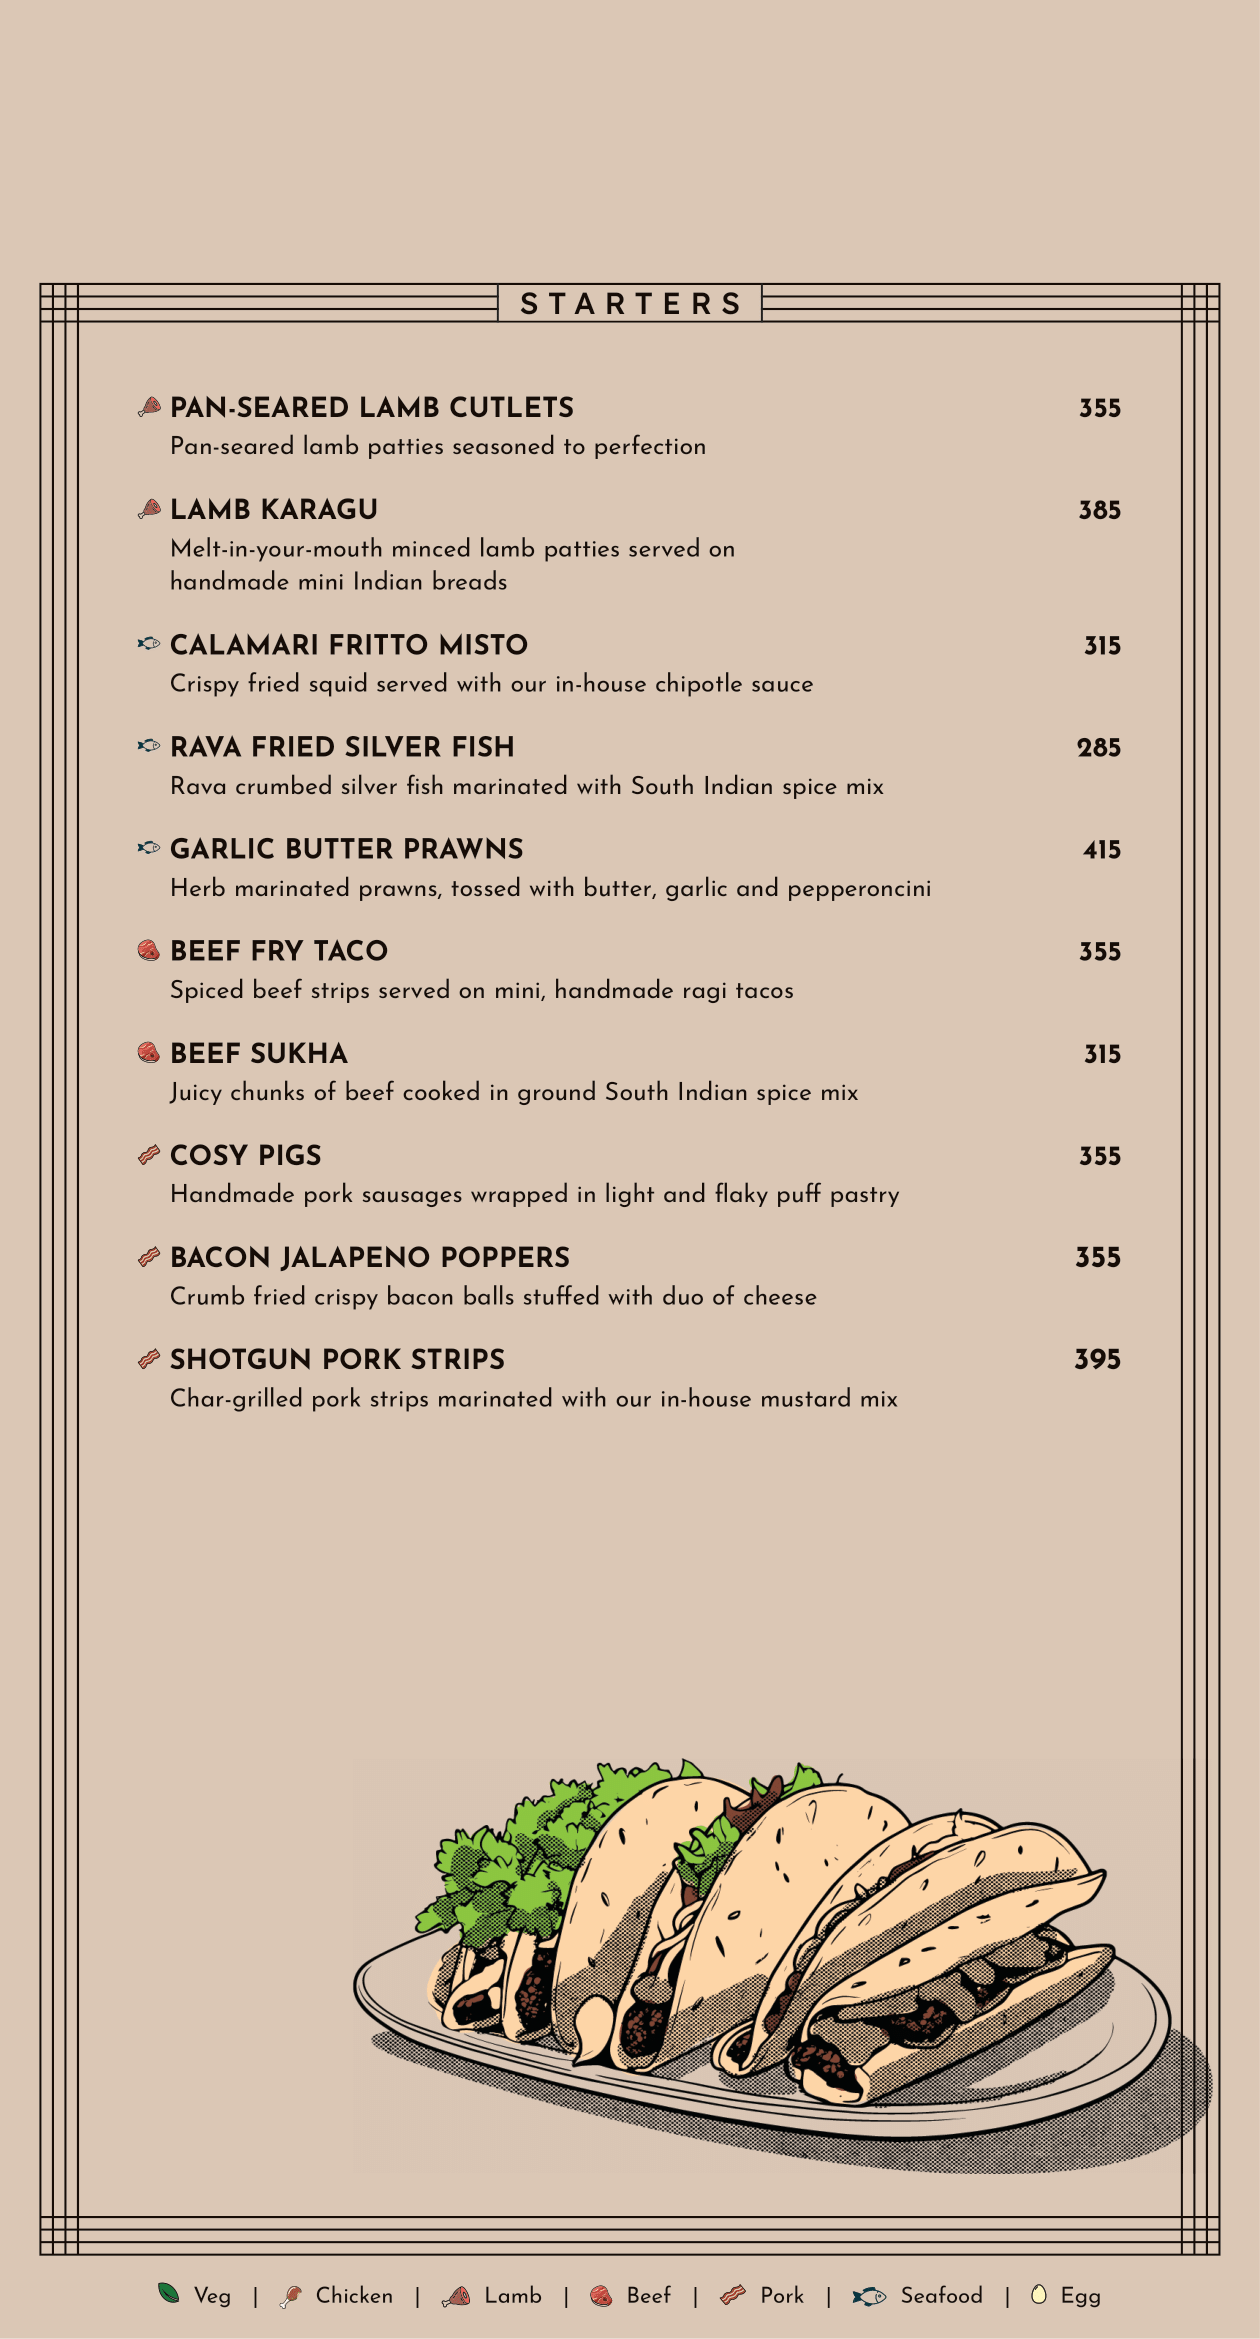 STARTERS
PAN-SEARED LAMB CUTLETS 355
Pan-seared lamb patties seasoned to perfection
LAMB KARAGU 385
Melt-in-your-mouth minced lamb patties served on
handmade mini Indian breads
CALAMARI FRITTO MISTO 315
Crispy fried squid served with our in-house chipotle sauce
RAVA FRIED SILVER FISH 285
Rava crumbed silver fish marinated with South Indian spice mix
GARLIC BUTTER PRAWNS 415
Herb marinated prawns, tossed with butter, garlic and pepperoncini
BEEF FRY TACO 355
Spiced beef strips served on mini, handmade ragi tacos
BEEF SUKHA 315
Juicy chunks of beef cooked in ground South Indian spice mix
COSY PIGS 355
Handmade pork sausages wrapped in light and flaky puff pastry
BACON JALAPENO POPPERS 355
Crumb fried crispy bacon balls stuffed with duo of cheese
SHOTGUN PORK STRIPS 395
Char-grilled pork strips marinated with our in-house mustard mix
Veg | Chicken | Lamb | Beef | Pork | Seafood | Egg